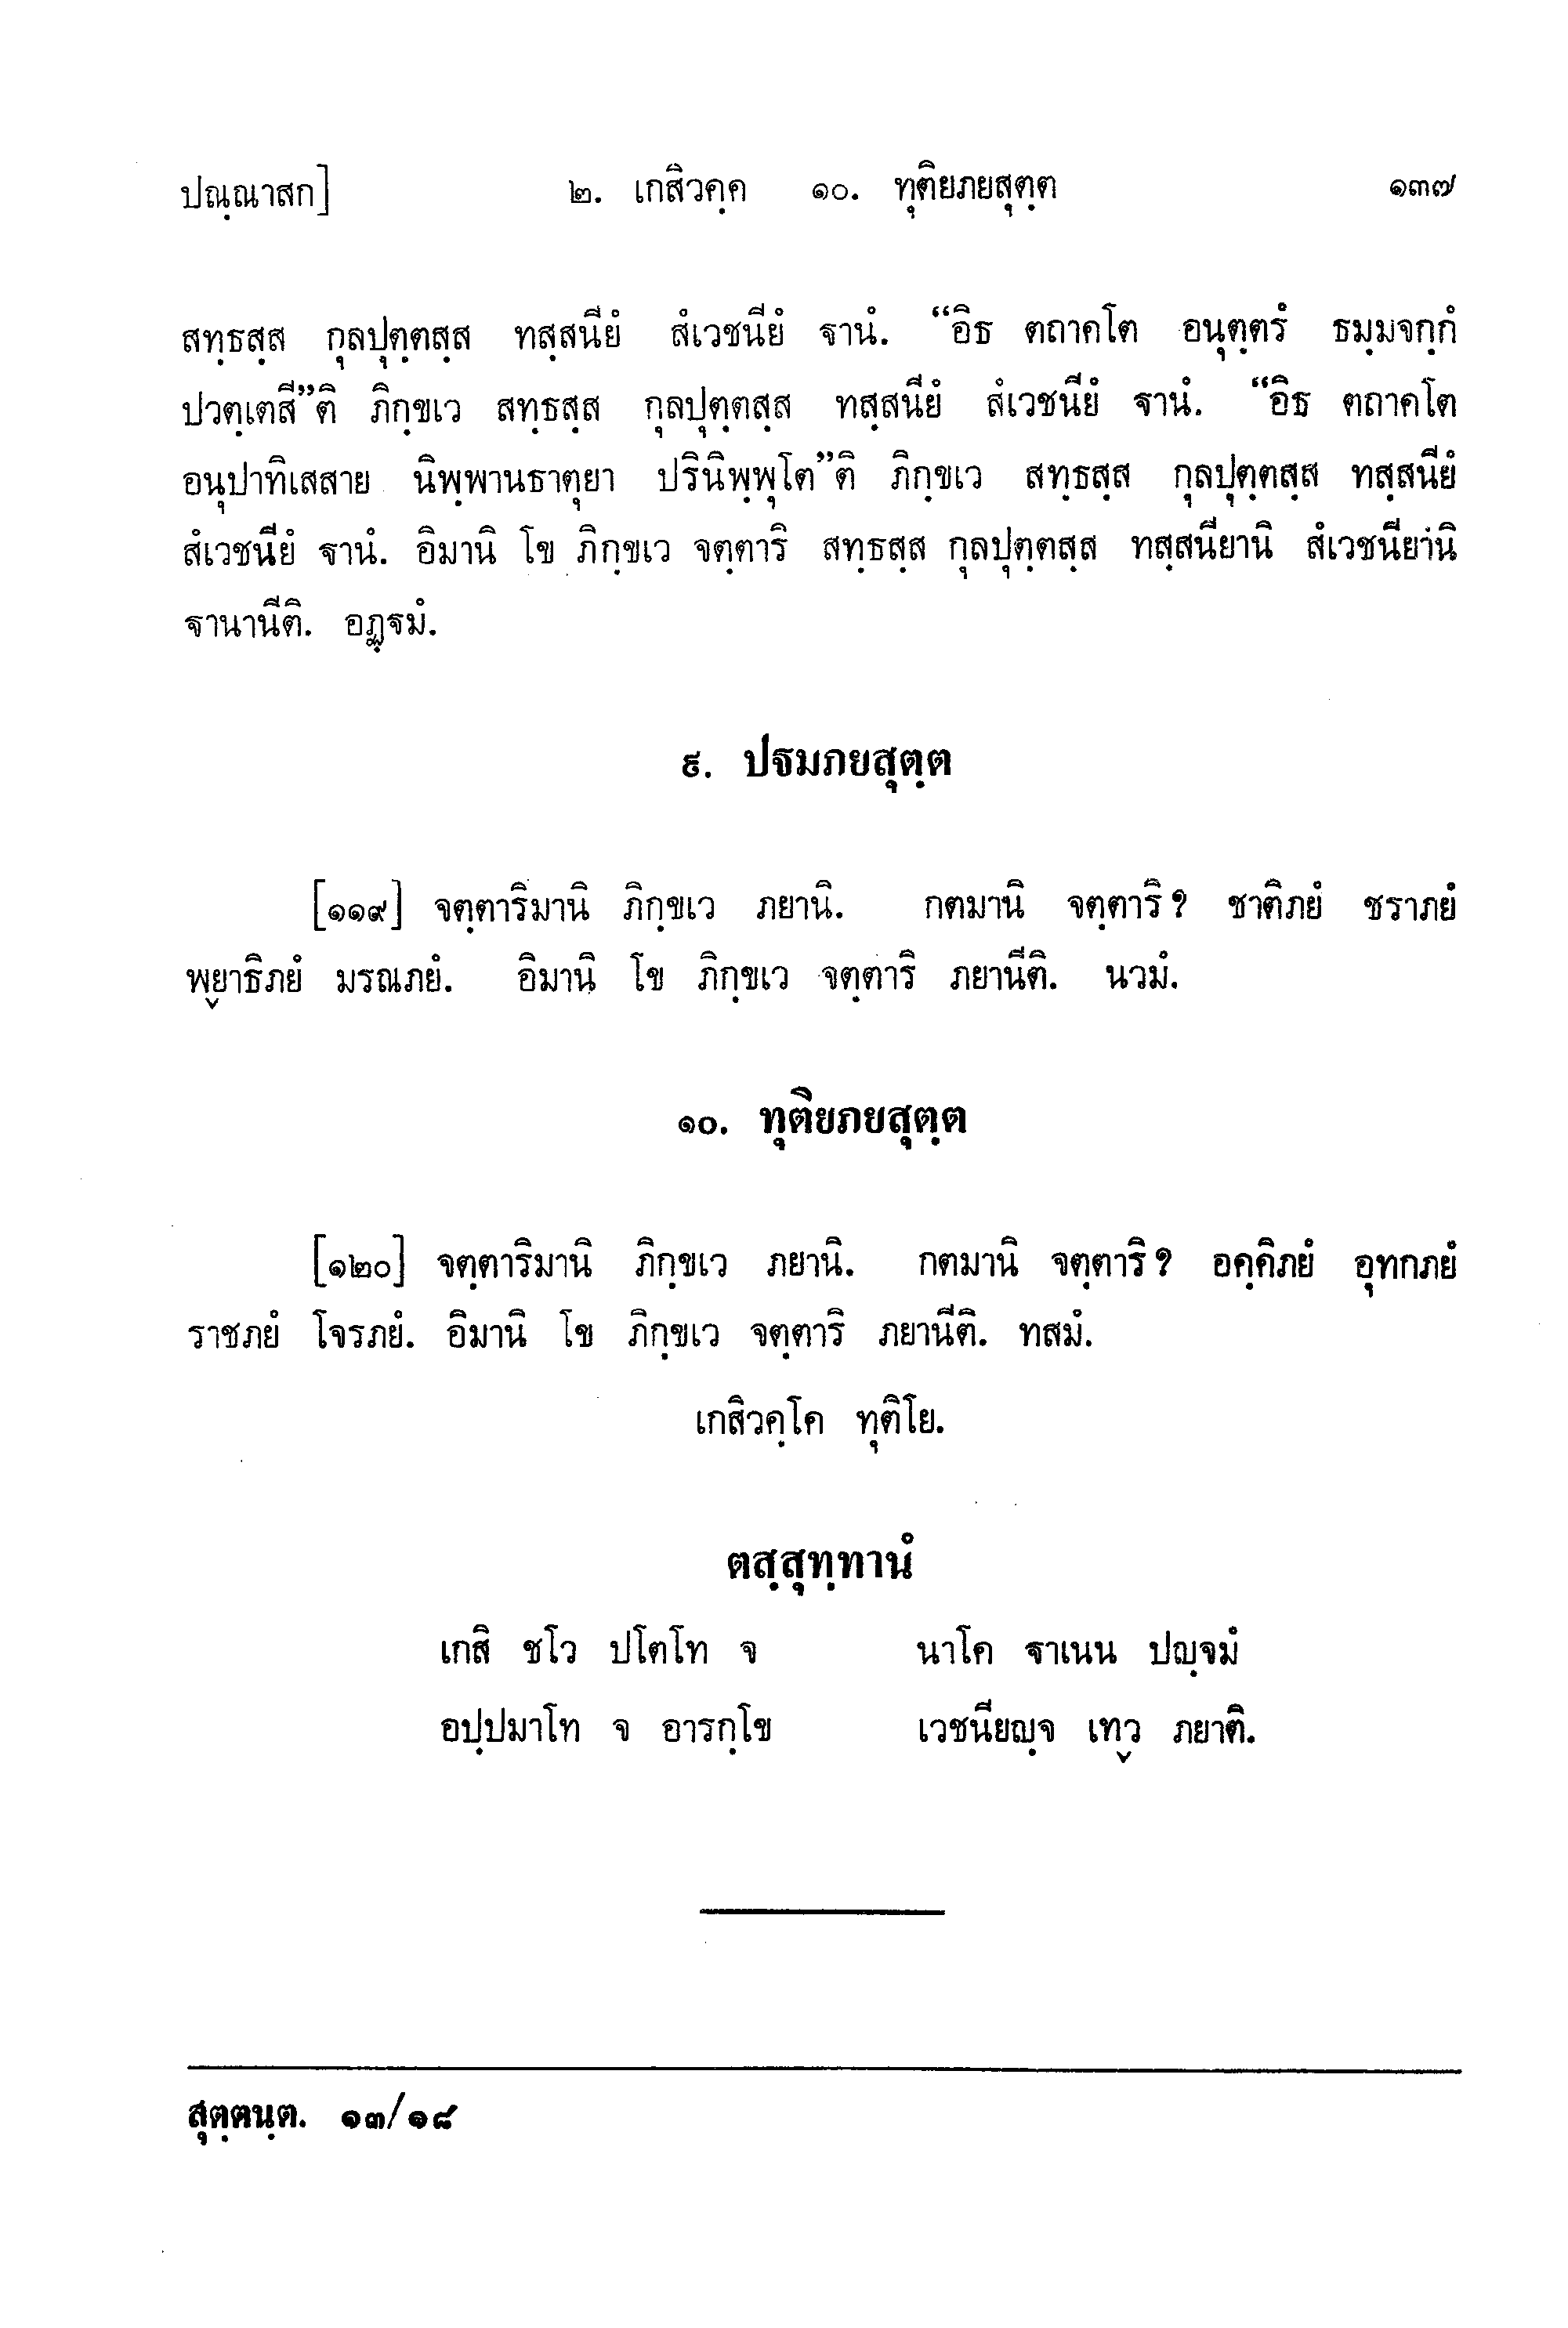 ปณฺณาสก] ๒. เกสิวคฺค ๑๐. ทุติยภยสุตฺต ๑๓๗
สทฺธสฺส กุลปุตฺตสฺส ทสฺสนียํ สํเวชนียํ ฐานํ. “อิธ ตถาคโต อนุตฺตรํ ธมฺมจกฺกํ
ปวตฺเตสี”ติ ภิกฺขเว สทฺธสฺส กุลปุตฺตสฺส ทสฺสนียํ สํเวชนียํ ฐานํ. “อิธ ตถาคโต
อนุปาทิเสสาย นิพฺพานธาตุยา ปรินิพฺพุโต”ติ ภิกฺขเว สทฺธสฺส กุลปุตฺตสฺส ทสฺสนียํ
สํเวชนียํ ฐานํ. อิมานิ โข ภิกฺขเว จตฺตาริ สทฺธสฺส กุลปุตฺตสฺส ทสฺสนียานิ สํเวชนียานิ
ฐานานีติ. อฏฺฐมํ.
๙. ปฐมภยสุตฺต
[๑๑๙] จตฺตาริมานิ ภิกฺขเว ภยานิ. กตมานิ จตฺตาริ? ชาติภยํ ชราภยํ
พฺยาธิภยํ มรณภยํ. อิมานิ โข ภิกฺขเว จตฺตาริ ภยานีติ. นวมํ.
๑๐. ทุติยภยสุตฺต
[๑๒๐] จตฺตาริมานิ ภิกฺขเว ภยานิ. กตมานิ จตฺตาริ? อคฺคิภยํ อุทกภยํ
ราชภยํ โจรภยํ. อิมานิ โข ภิกฺขเว จตฺตาริ ภยานีติ. ทสมํ.
เกสิวคฺโค ทุติโย.
ตสฺสุทฺทานํ
เกสิ ชโว ปโตโท จ นาโค ฐาเนน ปญฺจมํ
อปฺปมาโท จ อารกฺโข เวชนียญฺจ เทฺว ภยาติ.
สุตฺตนฺต. ๑๓/๑๘